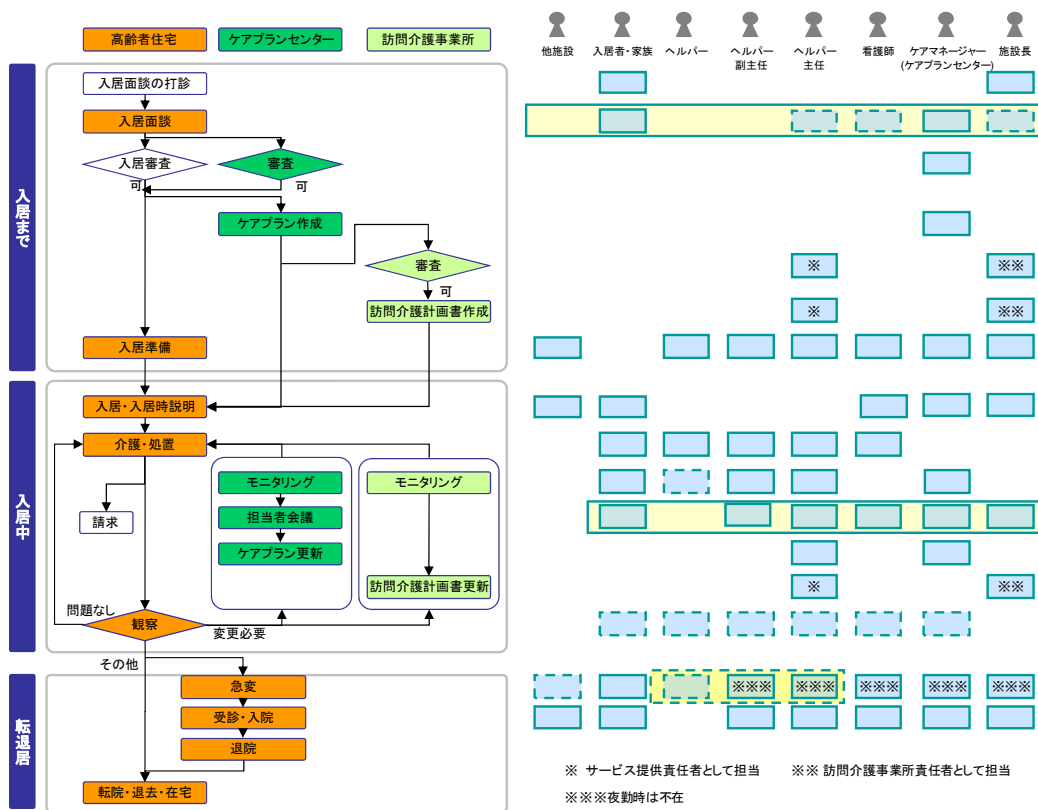 高齢者住宅
ケアプランセンター
訪問介護事業所
他施設
入居者・家族
ヘルパー
ヘルパー
副主任
ヘルパー
主任
看護師
ケアマネージャー
(ケアプランセンター)
施設長
入居まで
入居面談の打診
入居面談
入居審査
審査
可
可
ケアプラン作成
審査
可
訪問介護計画書作成
入居準備
※
※※
※
※※
入居中
入居・入居時説明
介護・処置
請求
モニタリング
担当者会議
ケアプラン更新
モニタリング
訪問介護計画書更新
問題なし
観察
変更必要
その他
※
※※
転退居
急変
受診・入院
退院
転院・退去・在宅
※※※
※※※
※※※
※※※
※※※
※ サービス提供責任者として担当
※※ 訪問介護事業所責任者として担当
※※※夜勤時は不在